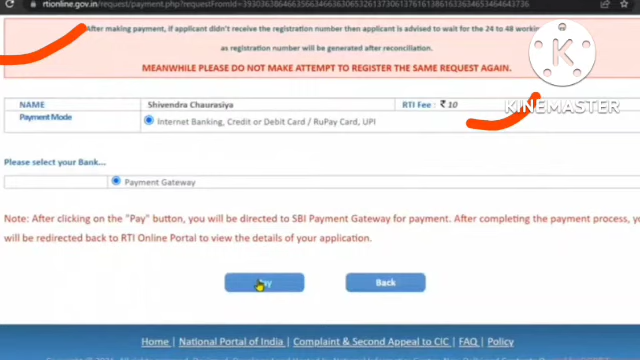 rtionline.gov.in/request/payment.php?requestFromId=
After making payment, if applicant didn't receive the registration number then applicant is advised to wait for the 24 to 48 working
as registration number will be generated after reconciliation.
MEANWHILE PLEASE DO NOT MAKE ATTEMPT TO REGISTER THE SAME REQUEST AGAIN.
K
KINEMASTER
NAME Shivendra Chaurasiya RTI Fee : ₹ 10
Payment Mode Internet Banking, Credit or Debit Card / RuPay Card, UPI
Please select your Bank...
Payment Gateway
Note: After clicking on the "Pay" button, you will be directed to SBI Payment Gateway for payment. After completing the payment process,
will be redirected back to RTI Online Portal to view the details of your application.
Pay Back
Home | National Portal of India | Complaint & Second Appeal to CIC | FAQ | Policy